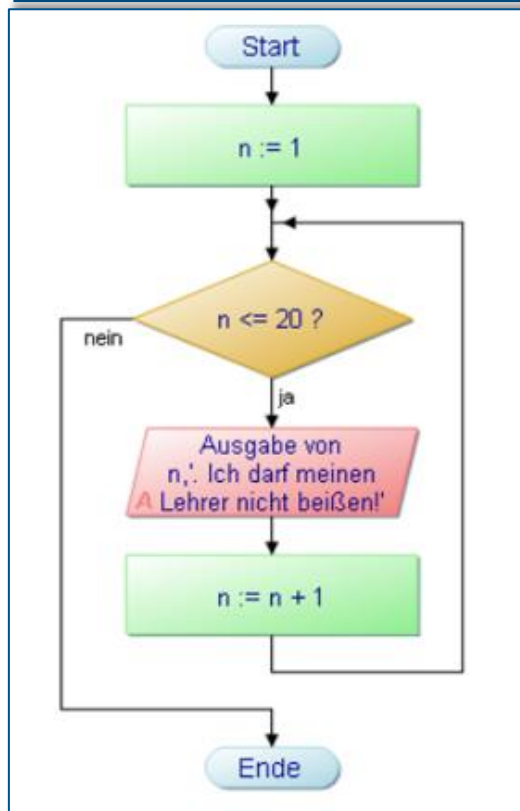 Start
n := 1
n <= 20 ?
nein
ja
Ausgabe von
n,'. Ich darf meinen
A Lehrer nicht beißen!'
n := n + 1
Ende